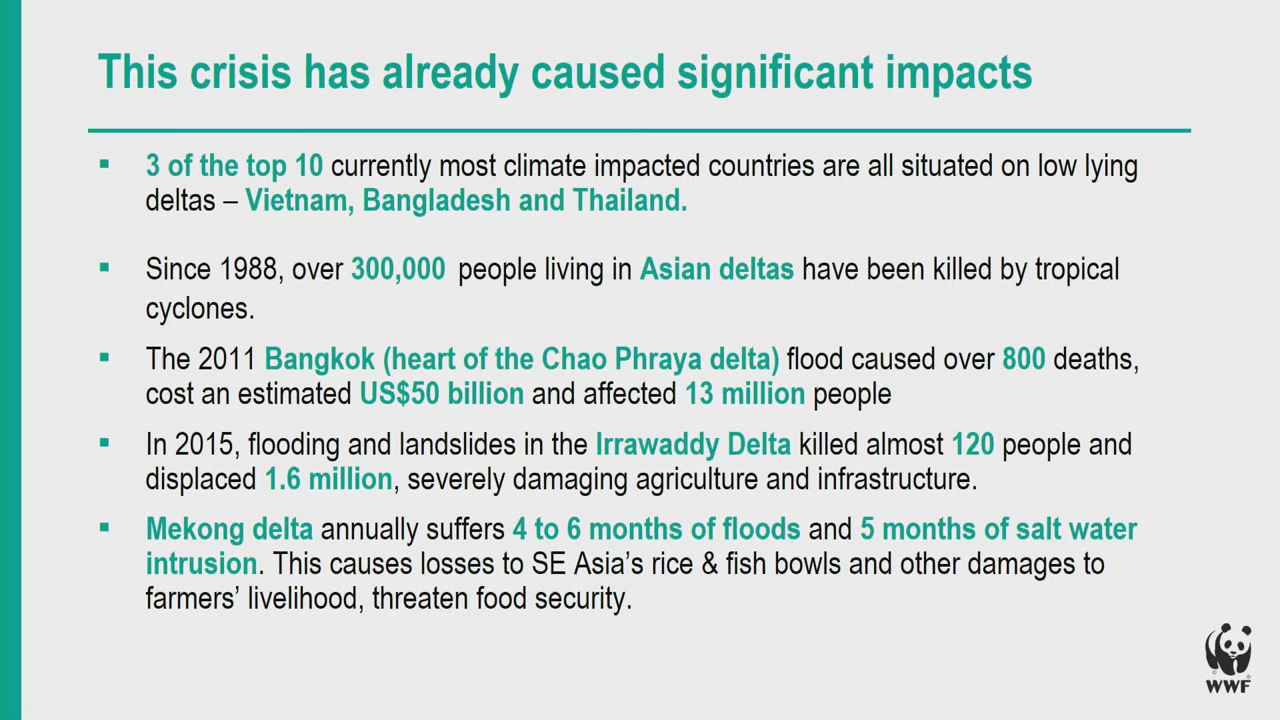 This crisis has already caused significant impacts
▪ 3 of the top 10 currently most climate impacted countries are all situated on low lying
deltas – Vietnam, Bangladesh and Thailand.
▪ Since 1988, over 300,000 people living in Asian deltas have been killed by tropical
cyclones.
▪ The 2011 Bangkok (heart of the Chao Phraya delta) flood caused over 800 deaths,
cost an estimated US$50 billion and affected 13 million people
▪ In 2015, flooding and landslides in the Irrawaddy Delta killed almost 120 people and
displaced 1.6 million, severely damaging agriculture and infrastructure.
▪ Mekong delta annually suffers 4 to 6 months of floods and 5 months of salt water
intrusion. This causes losses to SE Asia’s rice & fish bowls and other damages to
farmers’ livelihood, threaten food security.
WWF